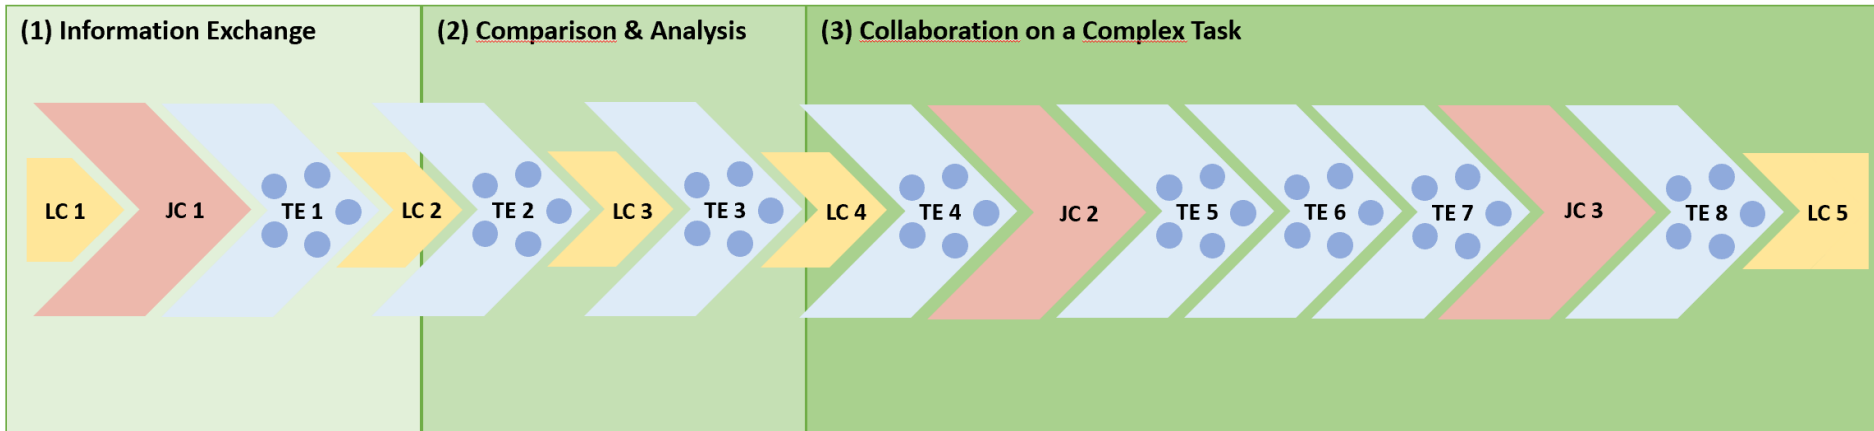 (1) Information Exchange
(2) Comparison & Analysis
(3) Collaboration on a Complex Task
LC 1
JC 1
TE 1
LC 2
TE 2
LC 3
TE 3
LC 4
TE 4
JC 2
TE 5
TE 6
TE 7
JC 3
TE 8
LC 5